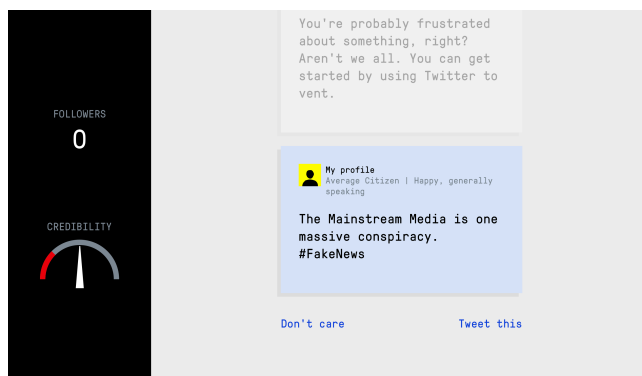 You're probably frustrated
about something, right?
Aren't we all. You can get
started by using Twitter to
vent.
FOLLOWERS
0
CREDIBILITY
My profile
Average Citizen | Happy, generally
speaking
The Mainstream Media is one
massive conspiracy.
#FakeNews
Don't care
Tweet this